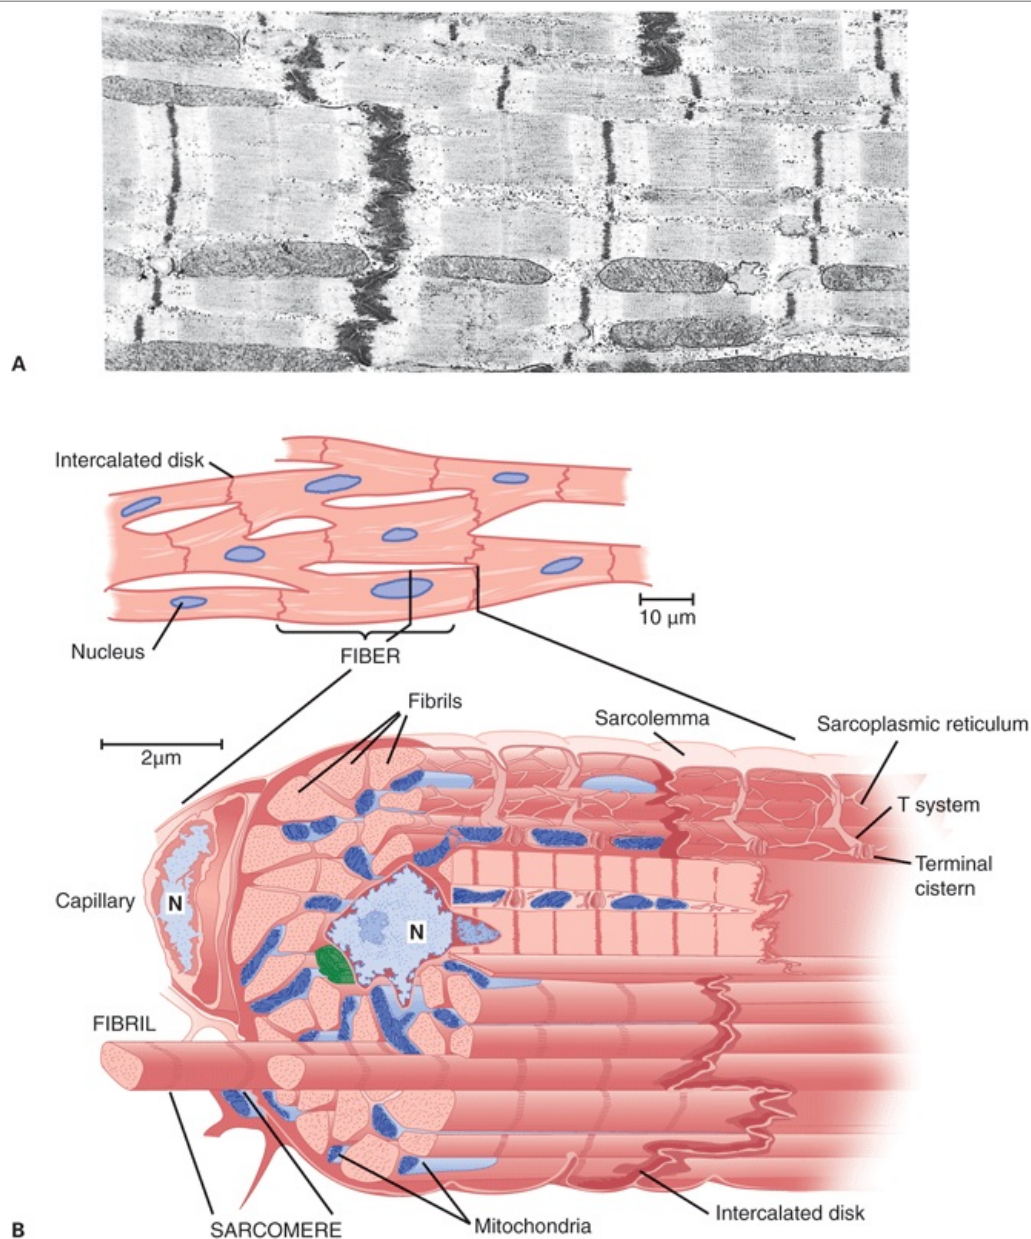 A
Intercalated disk
10 µm
Nucleus
FIBER
Fibrils
Sarcolemma
Sarcoplasmic reticulum
2µm
T system
Terminal
cistern
Capillary
N
N
FIBRIL
SARCOMERE
Mitochondria
Intercalated disk
B